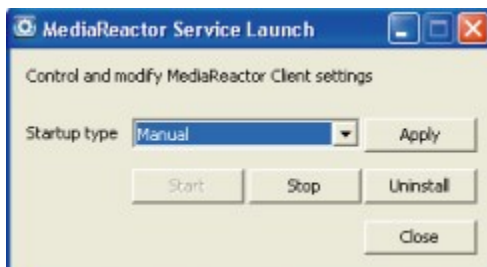 MediaReactor Service Launch
Control and modify MediaReactor Client settings
Startup type Manual Apply
Start Stop Uninstall
Close